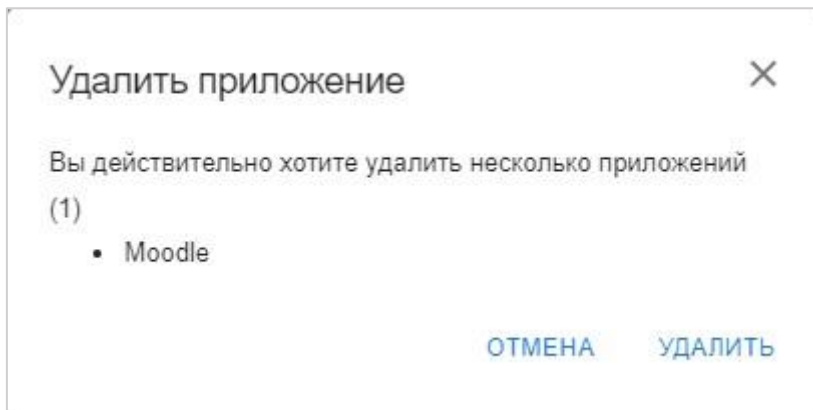 Удалить приложение
Вы действительно хотите удалить несколько приложений
(1)
• Moodle
ОТМЕНА УДАЛИТЬ